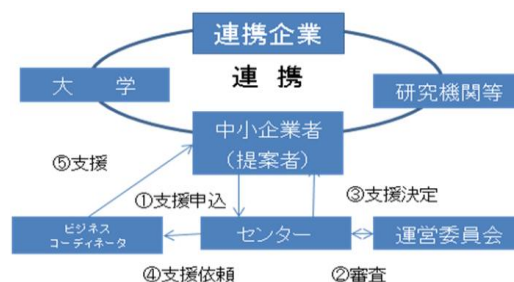 連携企業
連 携
大 学
研究機関等
中小企業者
(提案者)
⑤支援
①支援申込
③支援決定
ビジネス
コーディネータ
センター
運営委員会
④支援依頼
②審査